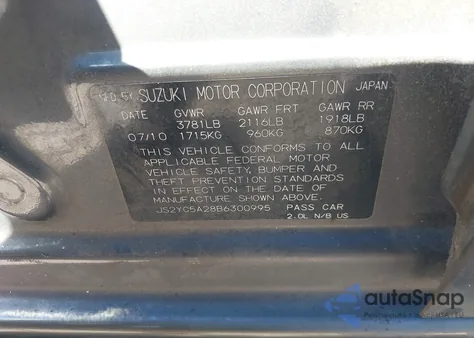 SUZUKI MOTOR CORPORATION JAPAN
DATE GVWR GAWR FRT GAWR RR
3781LB 2116LB 1918LB
07/10 1715KG 960KG 870KG
THIS VEHICLE CONFORMS TO ALL
APPLICABLE FEDERAL MOTOR
VEHICLE SAFETY, BUMPER AND
THEFT PREVENTION STANDARDS
IN EFFECT ON THE DATE OF
MANUFACTURE SHOWN ABOVE.
JS2YC5A28B6300995 PASS CAR
2.0L N/B US
autoSnap